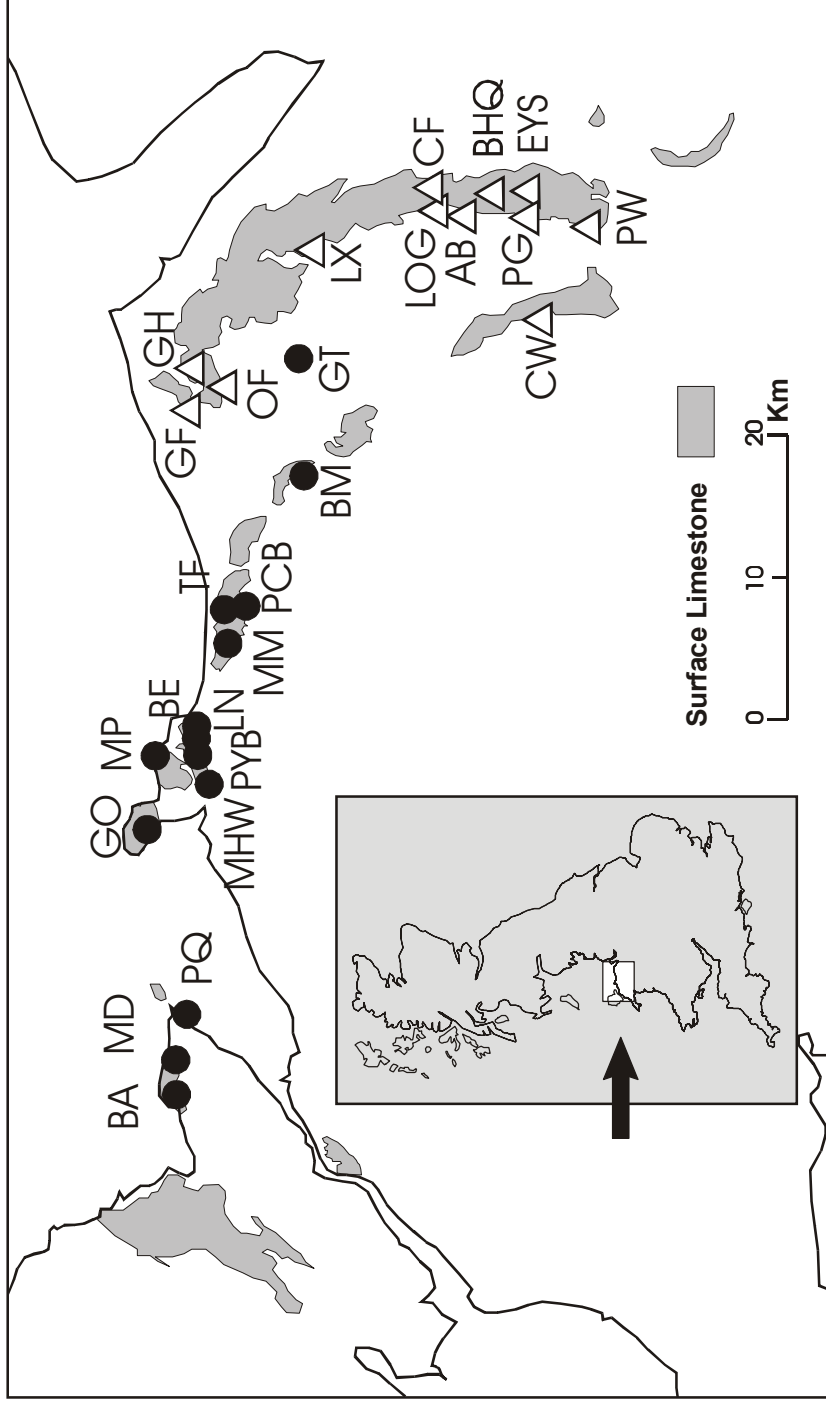 GO
MP
BA
MD
BE
GH
GF
TF
PQ
LN
MHW
PYB
OF
MM
PCB
GT
BM
LX
LOG
CF
AB
BHQ
PG
EYS
CW
PW
Surface Limestone
0 10 20
Km